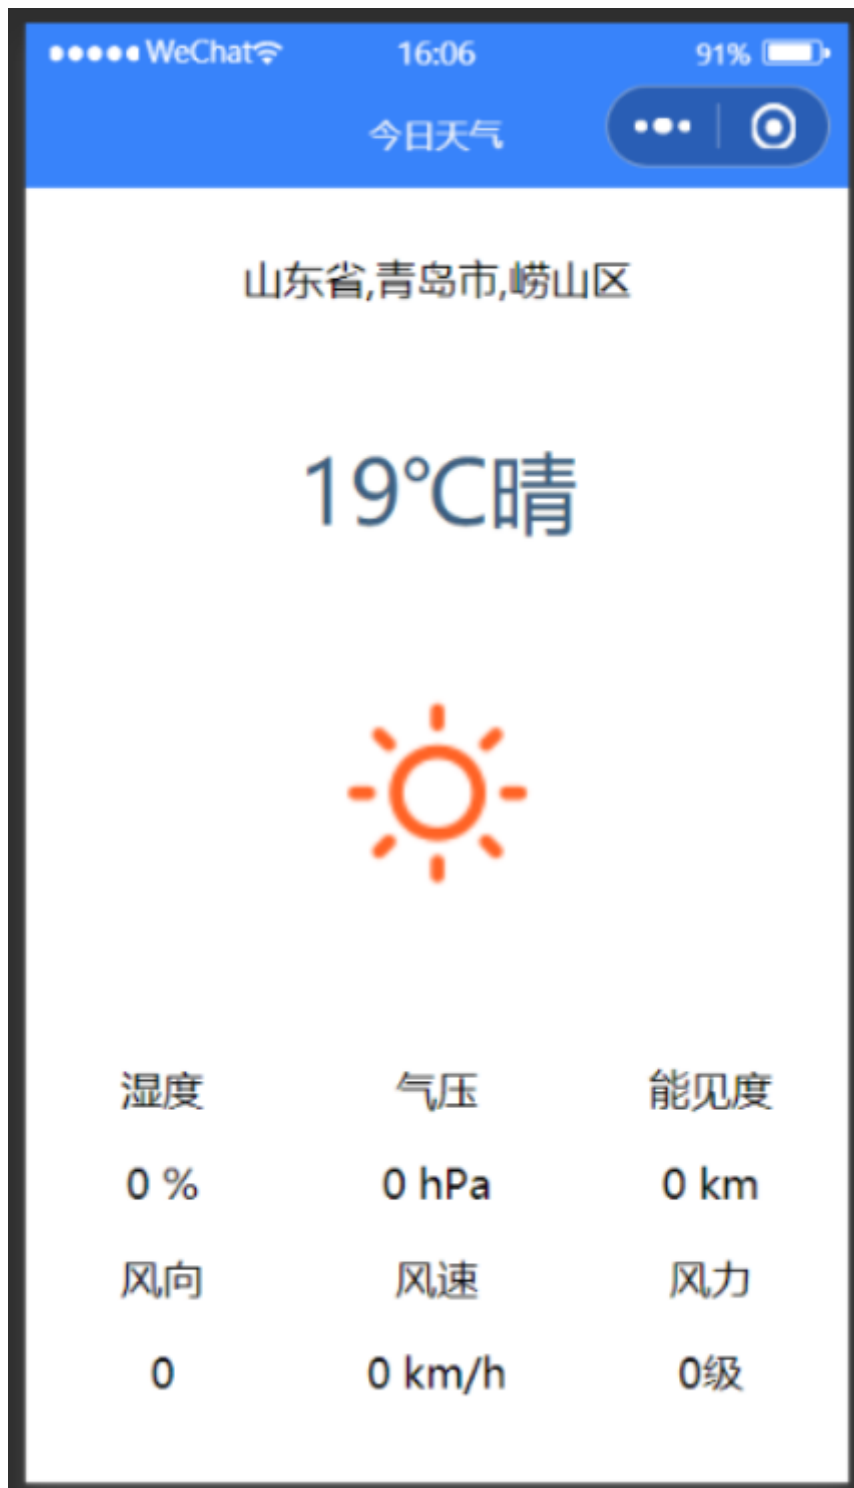 WeChat 16:06 91%
今日天气
山东省,青岛市,崂山区
19℃晴
湿度 气压 能见度
0 % 0 hPa 0 km
风向 风速 风力
0 0 km/h 0级